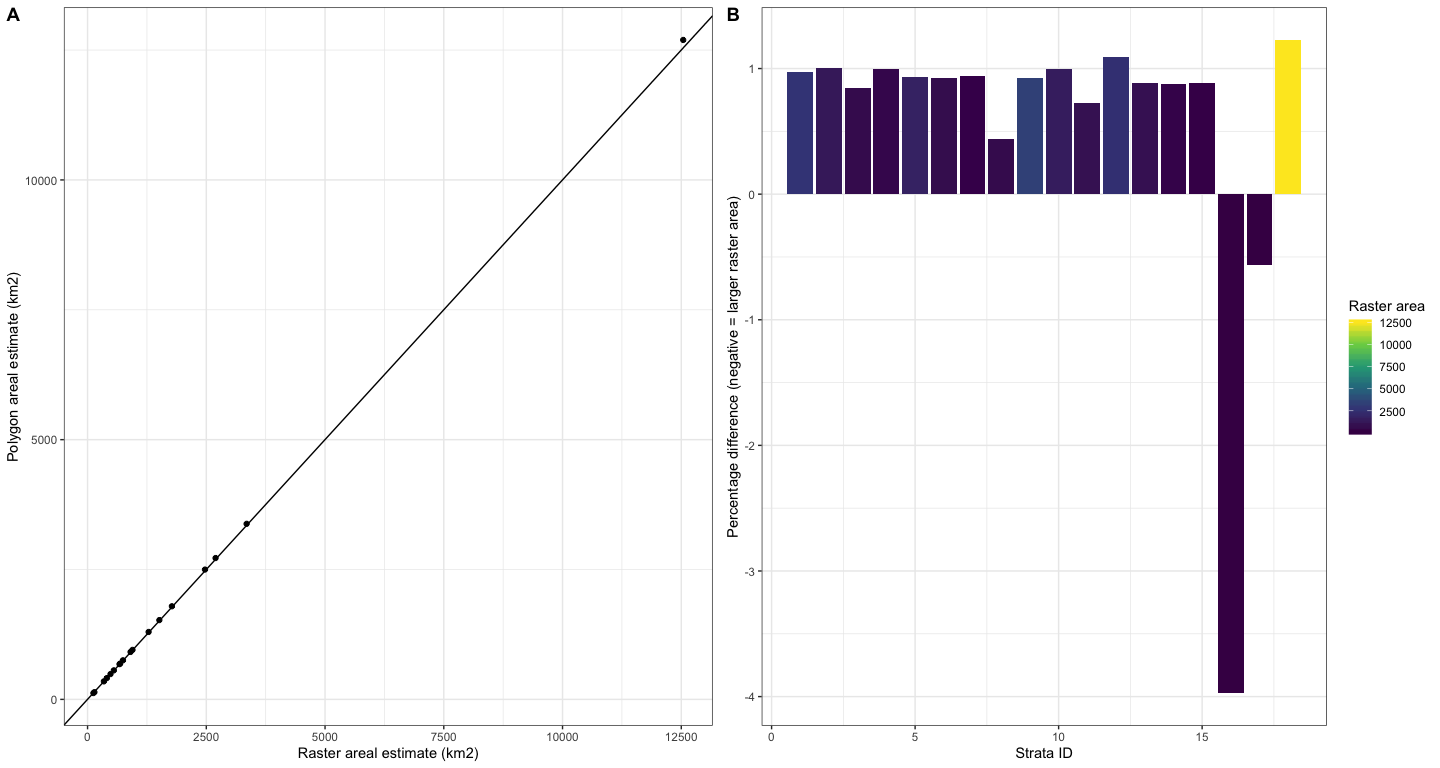 A
Polygon areal estimate (km2)
10000
5000
0
0 2500 5000 7500 10000 12500
Raster areal estimate (km2)
B
Percentage difference (negative = larger raster area)
1
0
-1
-2
-3
-4
0 5 10 15
Strata ID
Raster area
12500
10000
7500
5000
2500